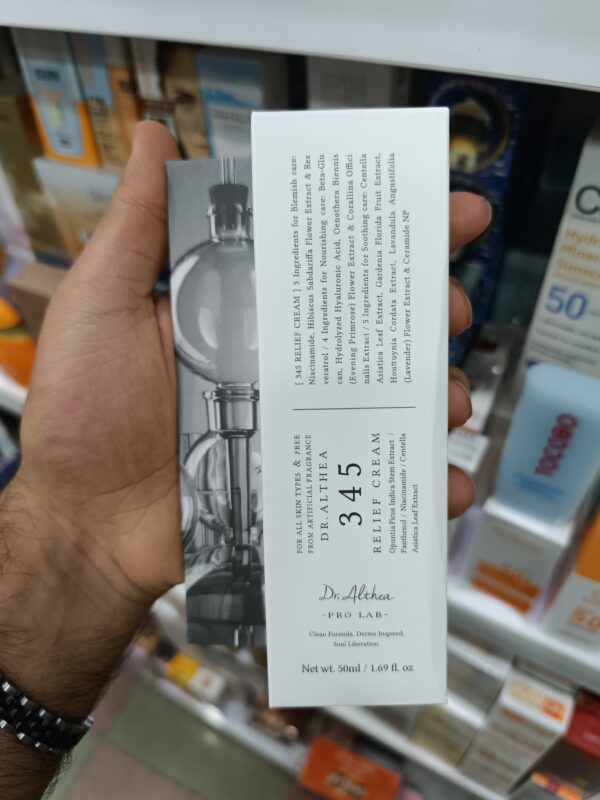 [ 345 RELIEF CREAM ] 3 Ingredients for Blemish care:
Niacinamide, Hibiscus Sabdariffa Flower Extract & Res
veratrol / 4 Ingredients for Nourishing care: Beta-Glu
can, Hydrolyzed Hyaluronic Acid, Oenothera Biennis
(Evening Primrose) Flower Extract & Corallina Offici
nalis Extract / 5 Ingredients for Soothing care: Centella
Asiatica Leaf Extract, Gardenia Florida Fruit Extract,
Houttuynia Cordata Extract, Lavandula Angustifolia
(Lavender) Flower Extract & Ceramide NP
FOR ALL SKIN TYPES & FREE
FROM ARTIFICIAL FRAGRANCE
DR.ALTHEA
345
RELIEF CREAM
Opuntia Ficus Indica Stem Extract /
Panthenol / Niacinamide / Centella
Asiatica Leaf Extract
Dr.Althea
-PRO LAB-
Clean Formula. Derma Inspired.
Soul Liberation.
Net wt. 50ml / 1.69 fl. oz
50
TOCOBO